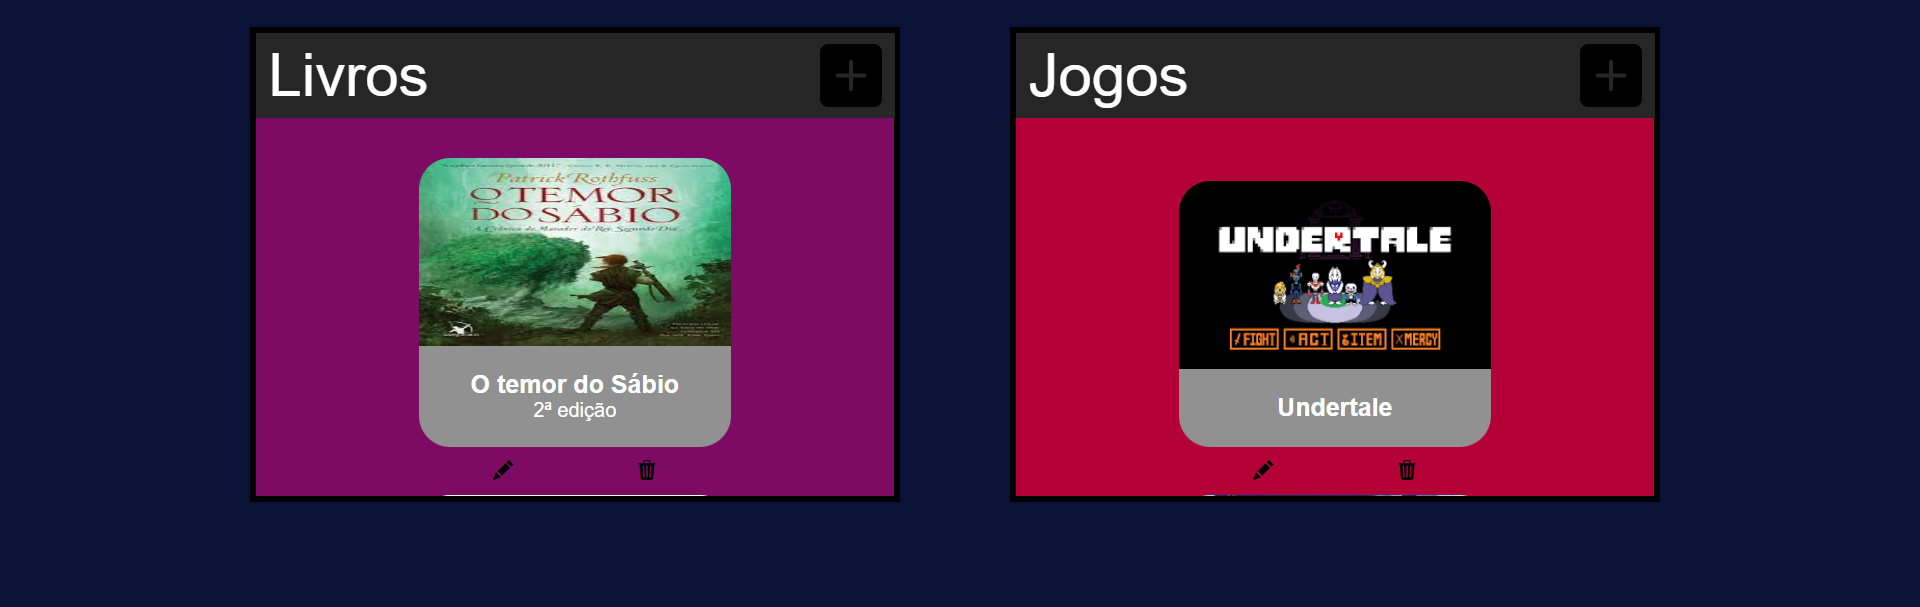 Livros
Patrick Rothfuss
O TEMOR
DO SÁBIO
A Crônica do Matador do Rei: Segundo Dia
O temor do Sábio
2ª edição
Jogos
UNDERTALE
FIGHT ACT ITEM MERCY
Undertale